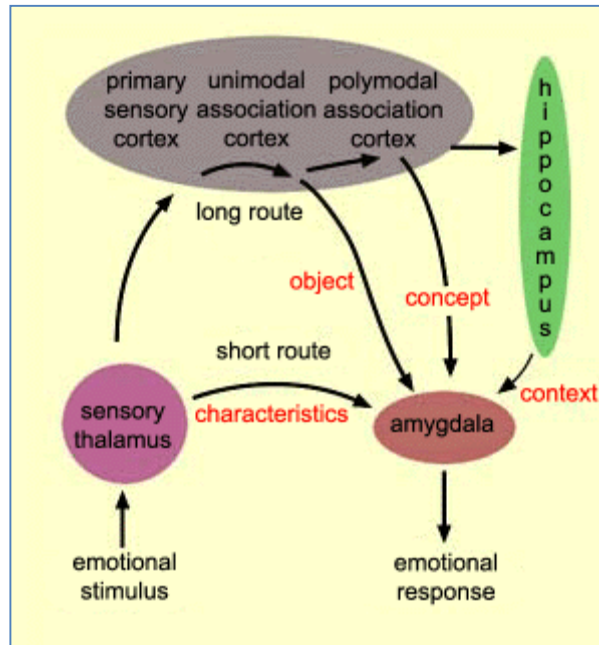 primary unimodal polymodal
sensory association association
cortex cortex cortex
hippocampus
long route
object
concept
short route
characteristics
context
sensory
thalamus
amygdala
emotional
stimulus
emotional
response